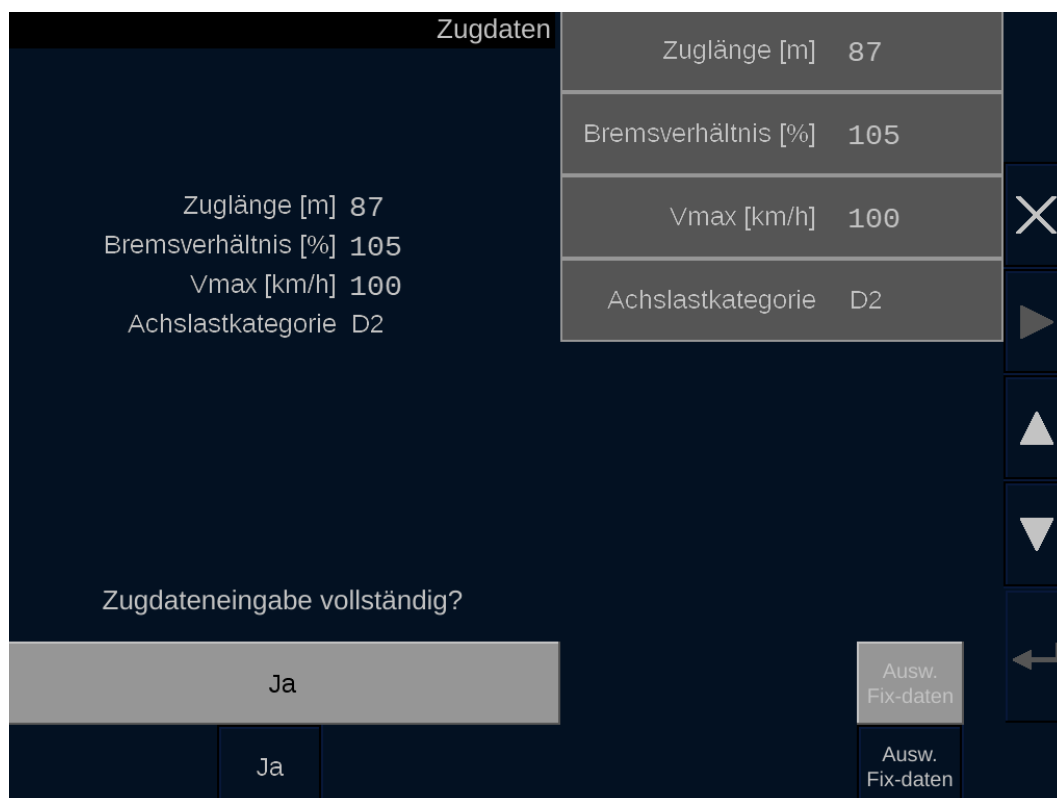 Zugdaten
Zuglänge [m] 87
Bremsverhältnis [%] 105
Vmax [km/h] 100
Achslastkategorie D2
Zuglänge [m] 87
Bremsverhältnis [%] 105
Vmax [km/h] 100
Achslastkategorie D2
Zugdateneingabe vollständig?
Ja
Ausw.
Fix-daten
Ja
Ausw.
Fix-daten